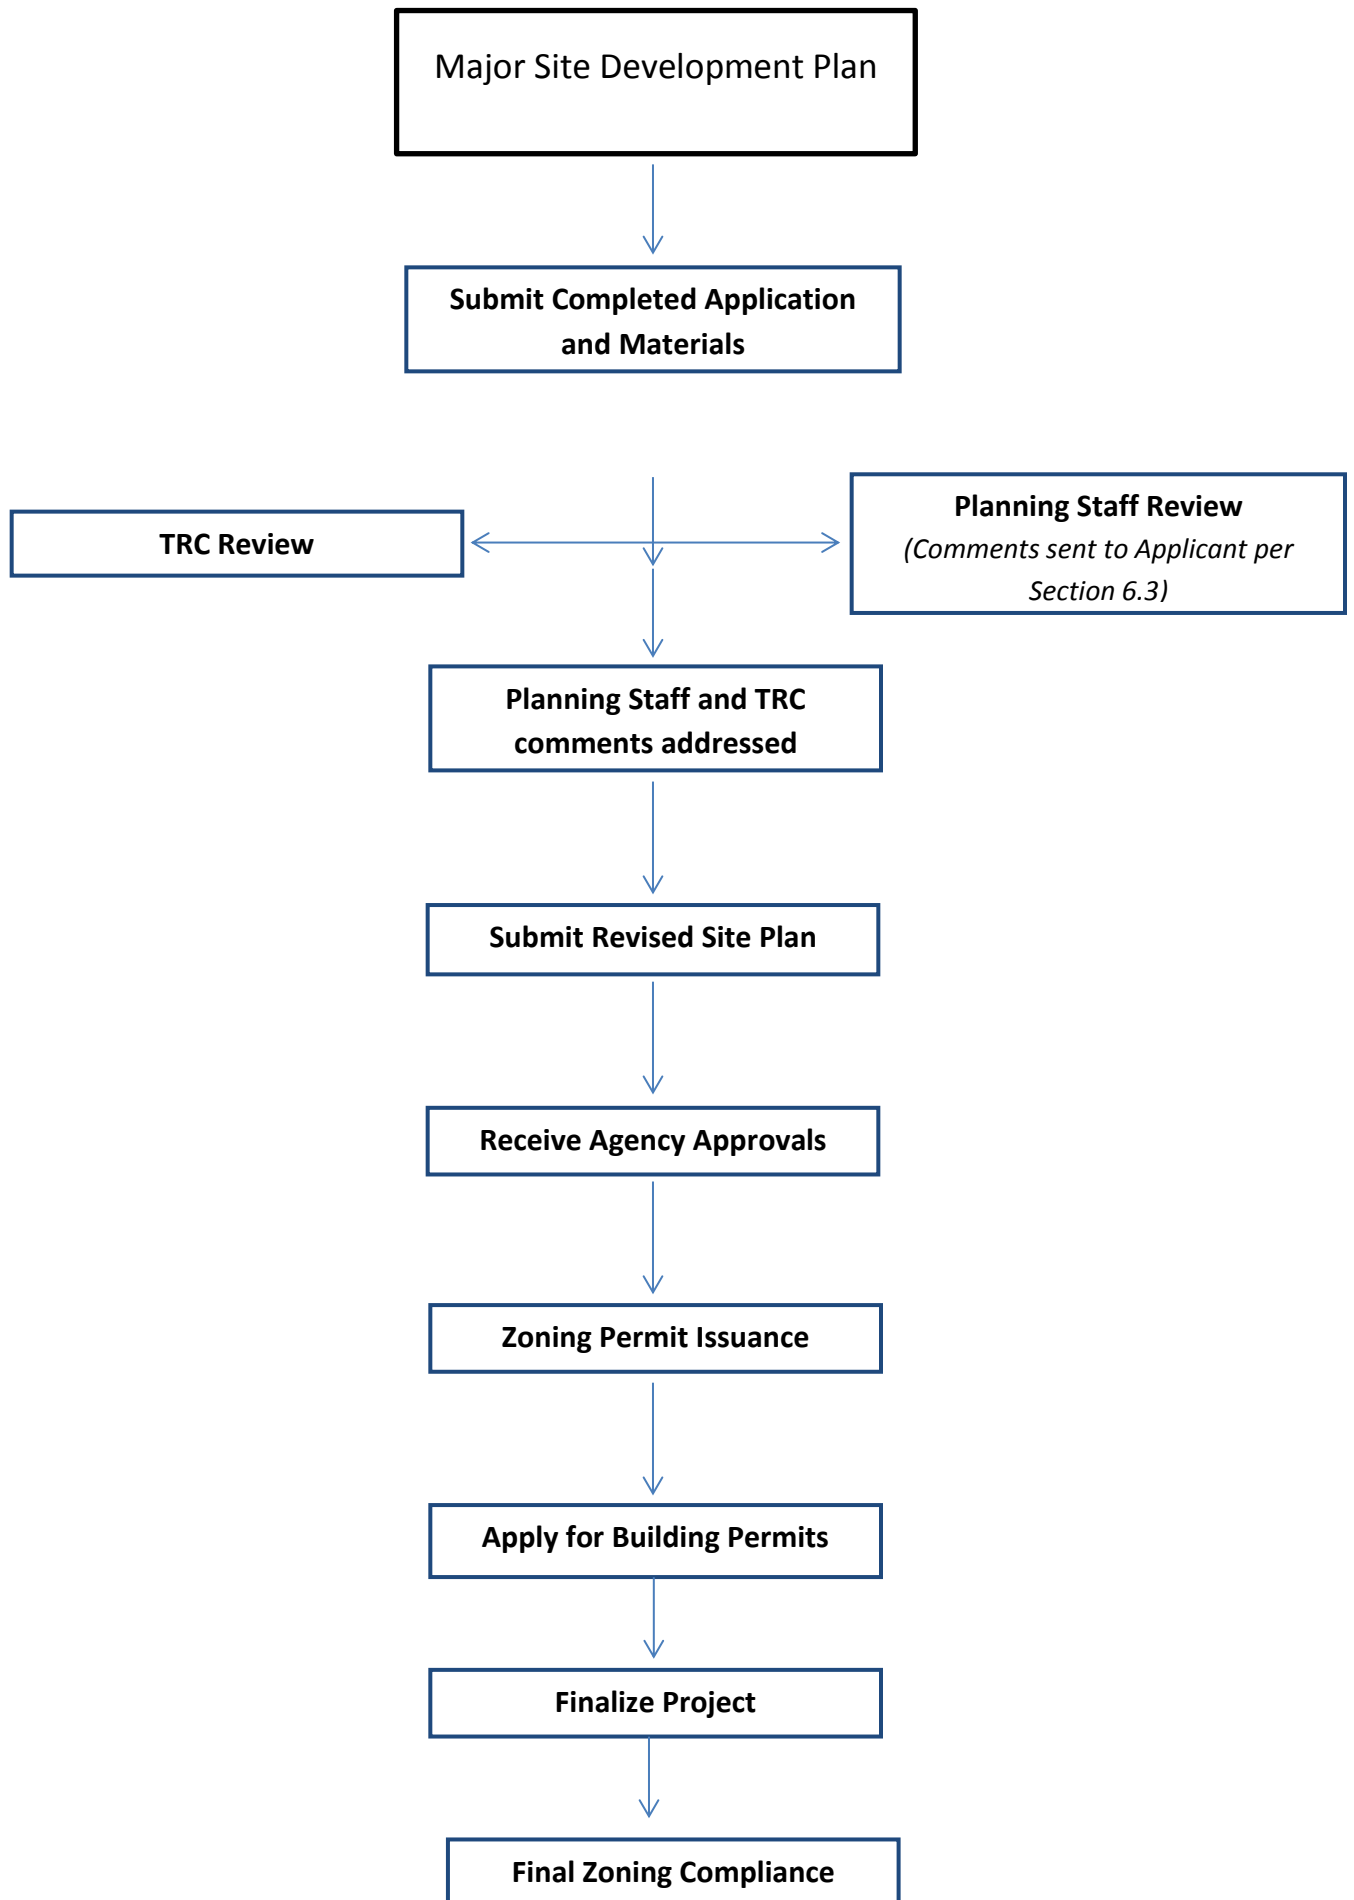 Major Site Development Plan
Submit Completed Application
and Materials
TRC Review
Planning Staff Review
(Comments sent to Applicant per
Section 6.3)
Planning Staff and TRC
comments addressed
Submit Revised Site Plan
Receive Agency Approvals
Zoning Permit Issuance
Apply for Building Permits
Finalize Project
Final Zoning Compliance